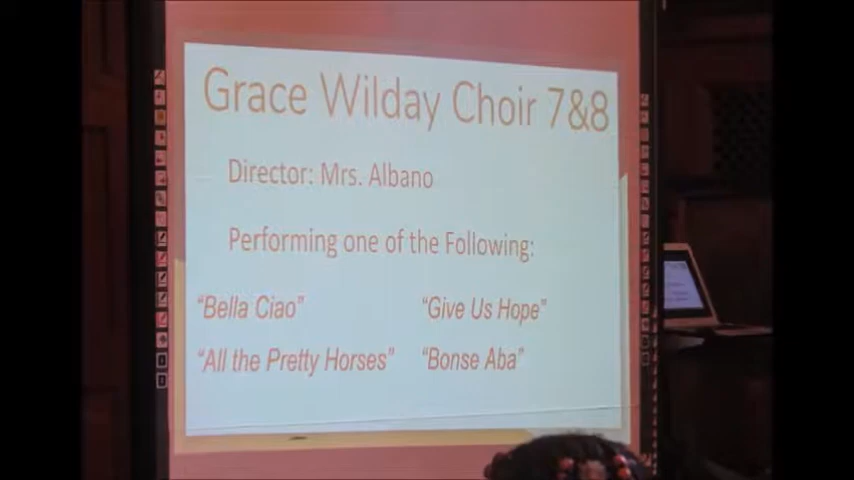 Grace Wilday Choir 7&8
Director: Mrs. Albano
Performing one of the Following:
"Bella Ciao" "Give Us Hope"
"All the Pretty Horses" "Bonse Aba"